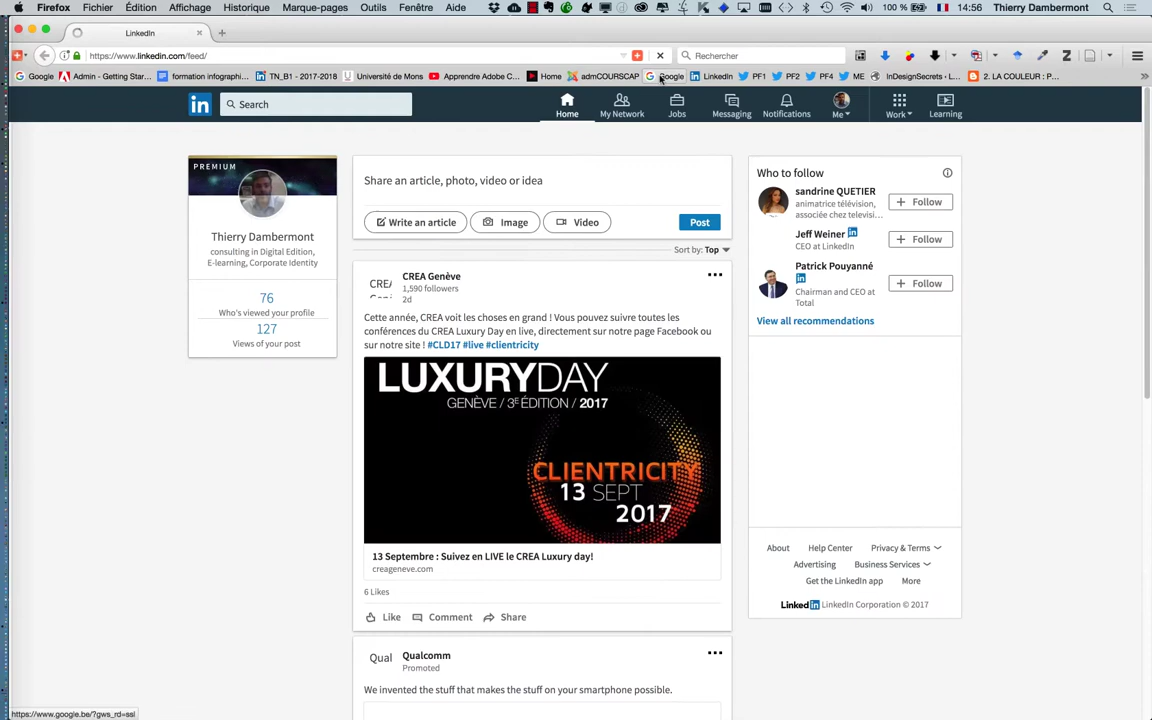 Firefox Fichier Édition Affichage Historique Marque-pages Outils Fenêtre Aide 100 % 14:56 Thierry Dambermont
LinkedIn
https://www.linkedin.com/feed/ Rechercher
Google Admin - Getting Star... formation infographi... TN_B1 - 2017-2018 Université de Mons Apprendre Adobe C... Home admCOURSCAP Google LinkedIn PF1 PF2 PF4 ME InDesignSecrets › L... 2. LA COULEUR : P...
in Search Home My Network Jobs Messaging Notifications Me Work Learning
PREMIUM
Thierry Dambermont
consulting in Digital Edition,
E-learning, Corporate Identity
76
Who's viewed your profile
127
Views of your post
Share an article, photo, video or idea
Write an article Image Video Post
Sort by: Top
CREA Genève
1,590 followers
2d
Cette année, CREA voit les choses en grand ! Vous pouvez suivre toutes les
conférences du CREA Luxury Day en live, directement sur notre page Facebook ou
sur notre site ! #CLD17 #live #clientricity
LUXURYDAY
GENÈVE / 3E ÉDITION / 2017
CLIENTRICITY
13 SEPT
2017
13 Septembre : Suivez en LIVE le CREA Luxury day!
creageneve.com
6 Likes
Like Comment Share
Qual Qualcomm
Promoted
We invented the stuff that makes the stuff on your smartphone possible.
Who to follow
sandrine QUETIER
animatrice télévision,
associée chez televisi...
Follow
Jeff Weiner in
CEO at LinkedIn
Follow
Patrick Pouyanné
in
Chairman and CEO at
Total
Follow
View all recommendations
About Help Center Privacy & Terms
Advertising Business Services
Get the LinkedIn app More
Linked in LinkedIn Corporation © 2017
https://www.google.be/?gws_rd=ssl